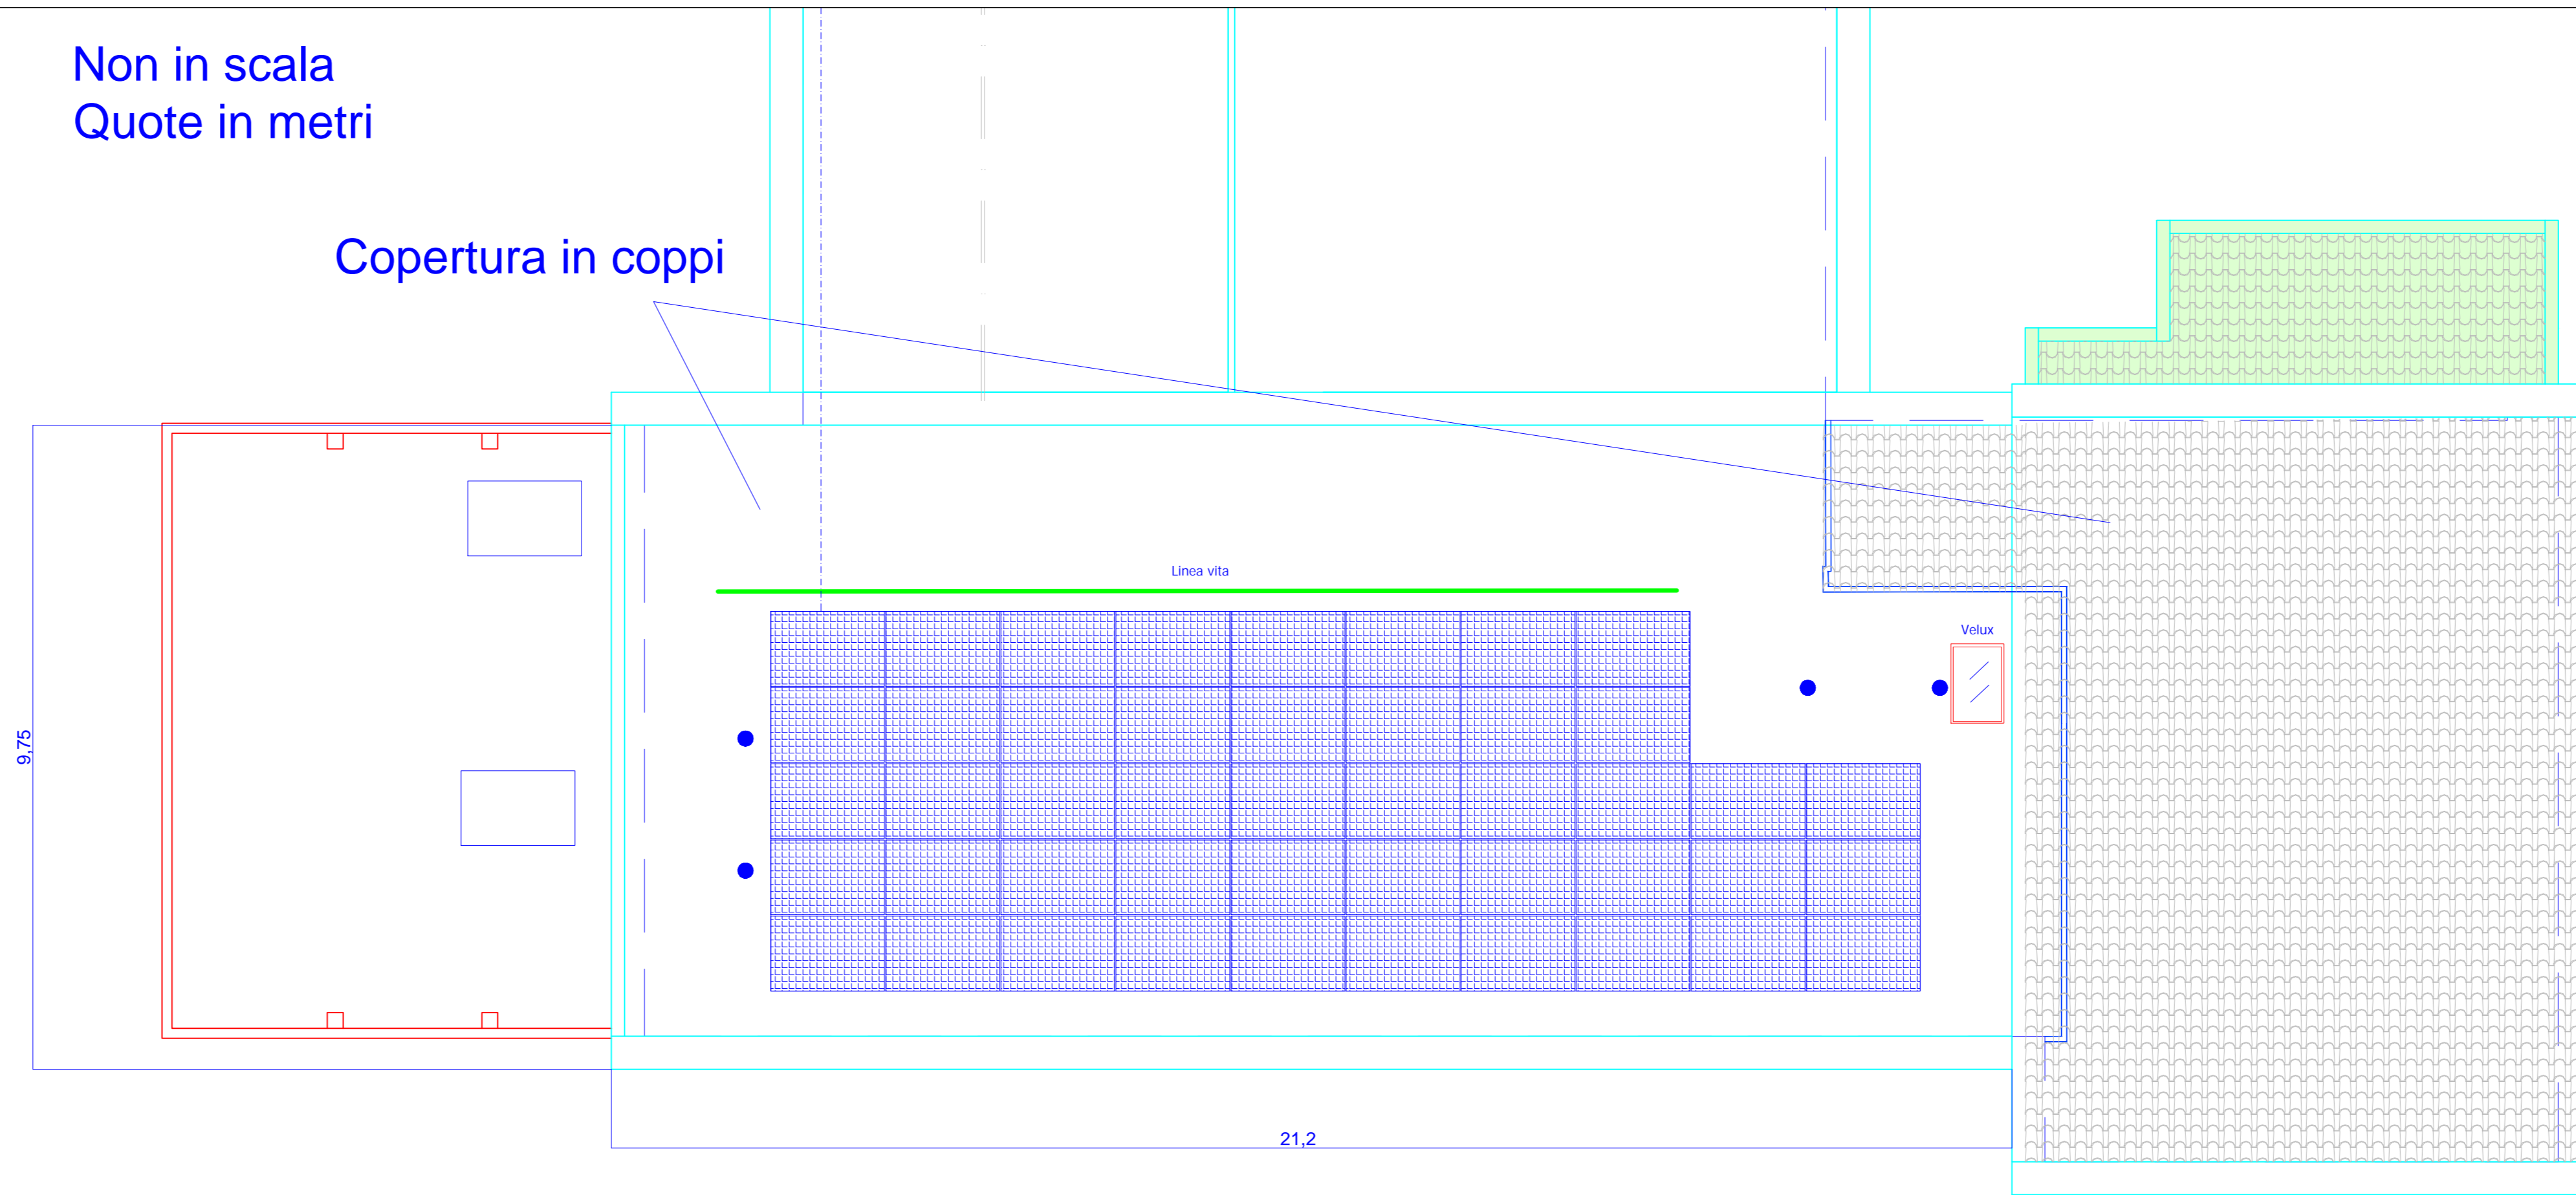 Non in scala
Quote in metri
Copertura in coppi
Linea vita
Velux
9,75
21,2